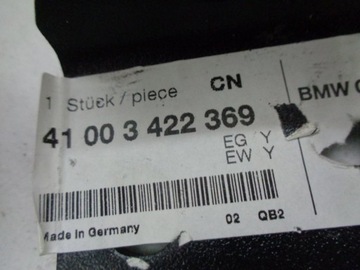 1 Stück / piece CN
41 00 3 422 369
EG Y
EW Y
BMW
Made in Germany 02 QB2